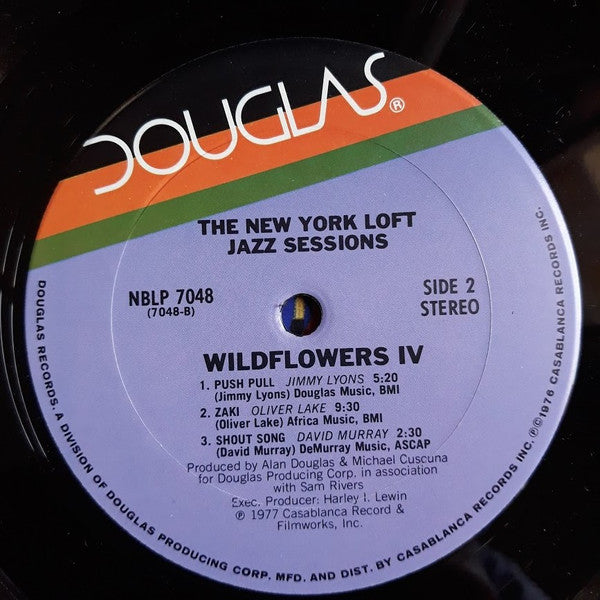 DOUGLAS®
THE NEW YORK LOFT
JAZZ SESSIONS
NBLP 7048
(7048-B)
SIDE 2
STEREO
WILDFLOWERS IV
1. PUSH PULL JIMMY LYONS 5:20
(Jimmy Lyons) Douglas Music, BMI
2. ZAKI OLIVER LAKE 9:30
(Oliver Lake) Africa Music, BMI
3. SHOUT SONG DAVID MURRAY 2:30
(David Murray) DeMurray Music, ASCAP
Produced by Alan Douglas & Michael Cuscuna
for Douglas Producing Corp. in association
with Sam Rivers
Exec. Producer: Harley I. Lewin
℗ 1977 Casablanca Record &
Filmworks, Inc.
DOUGLAS RECORDS. A DIVISION OF DOUGLAS PRODUCING CORP. MFD. AND DIST. BY CASABLANCA RECORDS INC. ℗©1976 CASABLANCA RECORDS INC.